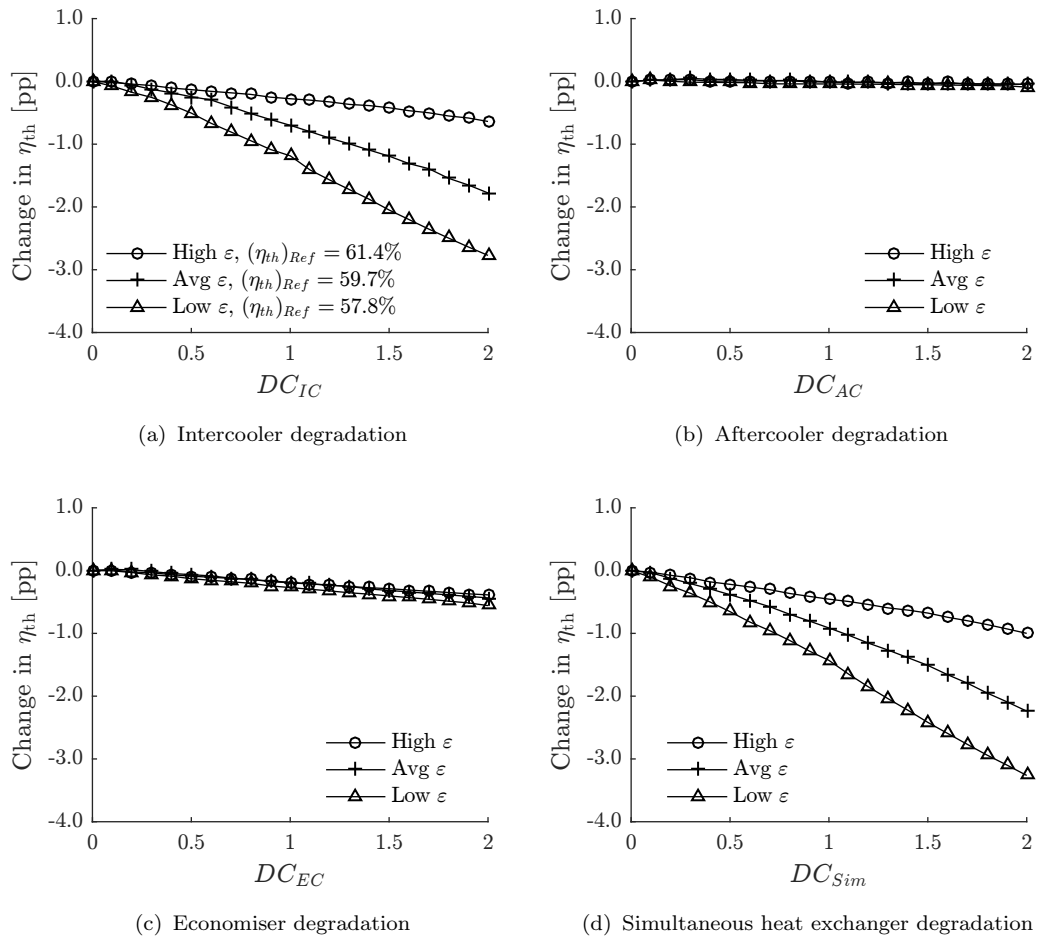 1.0
0.0
-1.0
-2.0
-3.0
-4.0
Change in η_th [pp]
High ε, (η_th)_Ref = 61.4%
Avg ε, (η_th)_Ref = 59.7%
Low ε, (η_th)_Ref = 57.8%
0 0.5 1 1.5 2
DC_IC
(a) Intercooler degradation
1.0
0.0
-1.0
-2.0
-3.0
-4.0
Change in η_th [pp]
High ε
Avg ε
Low ε
0 0.5 1 1.5 2
DC_AC
(b) Aftercooler degradation
1.0
0.0
-1.0
-2.0
-3.0
-4.0
Change in η_th [pp]
High ε
Avg ε
Low ε
0 0.5 1 1.5 2
DC_EC
(c) Economiser degradation
1.0
0.0
-1.0
-2.0
-3.0
-4.0
Change in η_th [pp]
High ε
Avg ε
Low ε
0 0.5 1 1.5 2
DC_Sim
(d) Simultaneous heat exchanger degradation